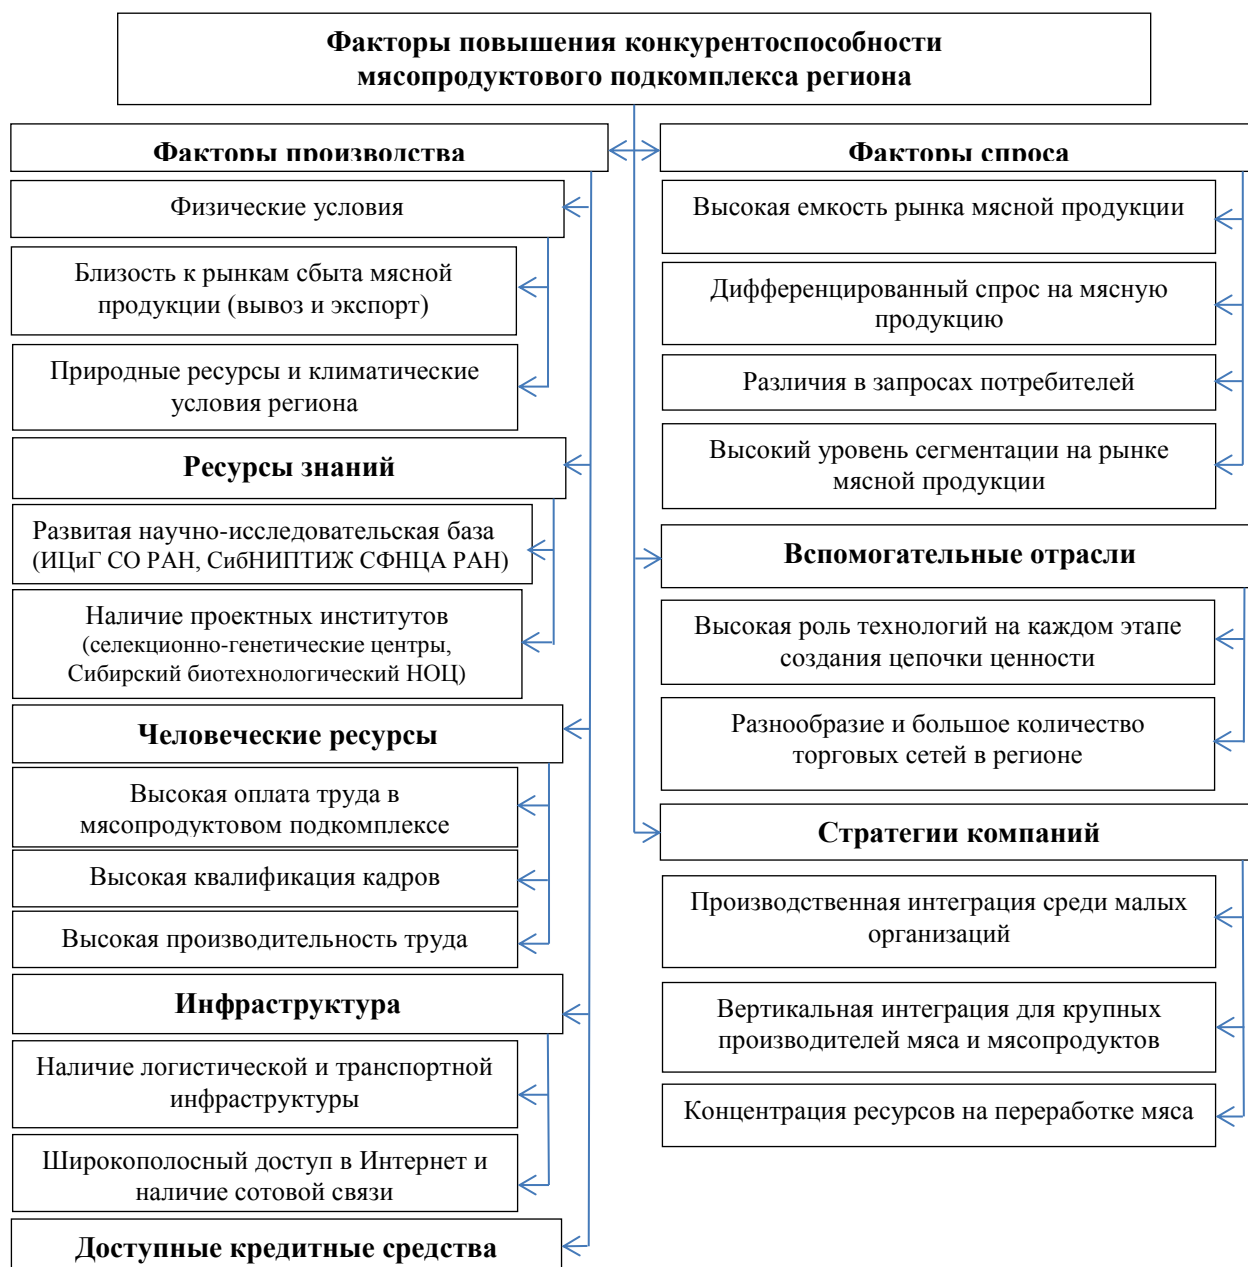 Факторы повышения конкурентоспособности
мясопродуктового подкомплекса региона
Факторы производства
Физические условия
Близость к рынкам сбыта мясной
продукции (вывоз и экспорт)
Природные ресурсы и климатические
условия региона
Ресурсы знаний
Развитая научно-исследовательская база
(ИЦиГ СО РАН, СибНИПТИЖ СФНЦА РАН)
Наличие проектных институтов
(селекционно-генетические центры,
Сибирский биотехнологический НОЦ)
Человеческие ресурсы
Высокая оплата труда в
мясопродуктовом подкомплексе
Высокая квалификация кадров
Высокая производительность труда
Инфраструктура
Наличие логистической и транспортной
инфраструктуры
Широкополосный доступ в Интернет и
наличие сотовой связи
Доступные кредитные средства
Факторы спроса
Высокая емкость рынка мясной продукции
Дифференцированный спрос на мясную
продукцию
Различия в запросах потребителей
Высокий уровень сегментации на рынке
мясной продукции
Вспомогательные отрасли
Высокая роль технологий на каждом этапе
создания цепочки ценности
Разнообразие и большое количество
торговых сетей в регионе
Стратегии компаний
Производственная интеграция среди малых
организаций
Вертикальная интеграция для крупных
производителей мяса и мясопродуктов
Концентрация ресурсов на переработке мяса